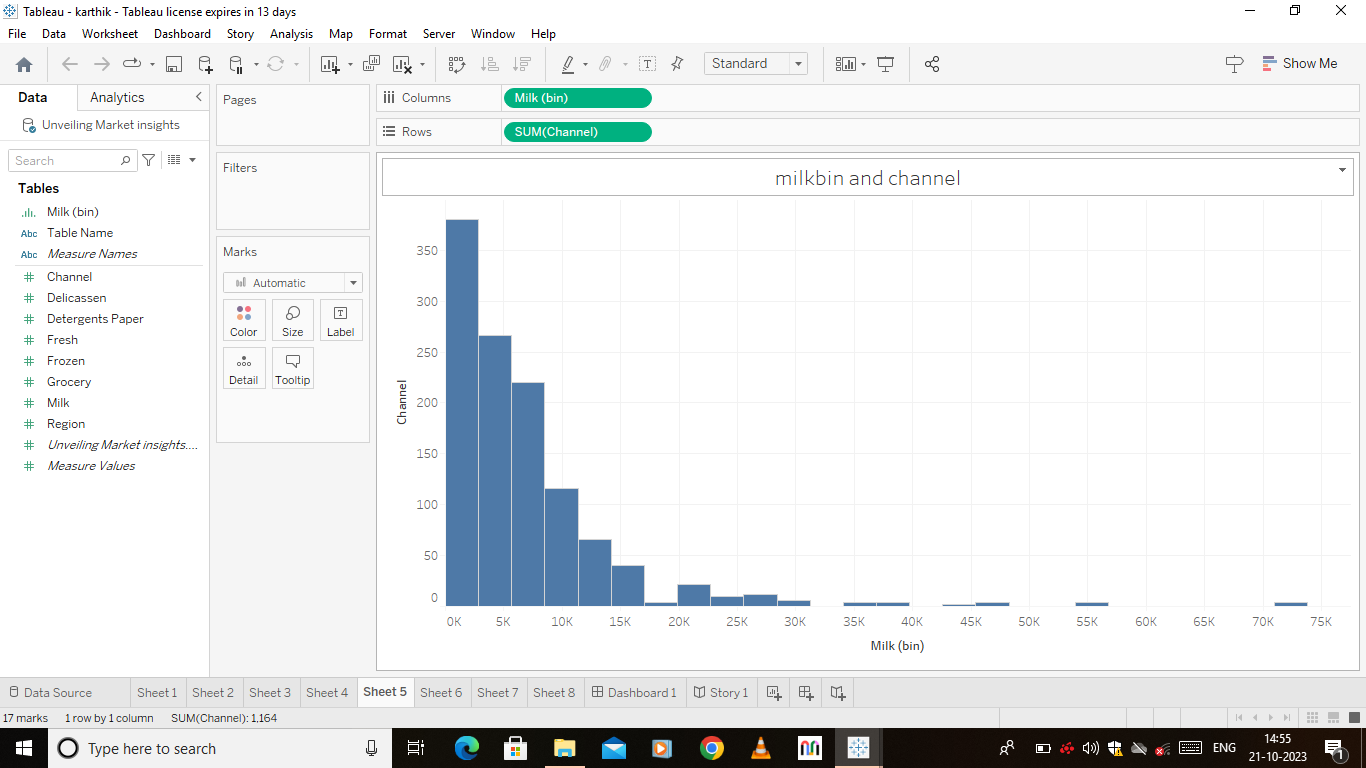 Tableau - karthik - Tableau license expires in 13 days
File Data Worksheet Dashboard Story Analysis Map Format Server Window Help
Standard
Show Me
Data Analytics
Unveiling Market insights
Search
Tables
Milk (bin)
Abc Table Name
Abc Measure Names
Channel
Delicassen
Detergents Paper
Fresh
Frozen
Grocery
Milk
Region
Unveiling Market insights....
Measure Values
Pages
Filters
Marks
Automatic
Color Size Label
Detail Tooltip
Columns Milk (bin)
Rows SUM(Channel)
milkbin and channel
350
300
250
200
150
100
50
0
Channel
0K 5K 10K 15K 20K 25K 30K 35K 40K 45K 50K 55K 60K 65K 70K 75K
Milk (bin)
Data Source Sheet 1 Sheet 2 Sheet 3 Sheet 4 Sheet 5 Sheet 6 Sheet 7 Sheet 8 Dashboard 1 Story 1
17 marks 1 row by 1 column SUM(Channel): 1,164
Type here to search
ENG
14:55
21-10-2023
1